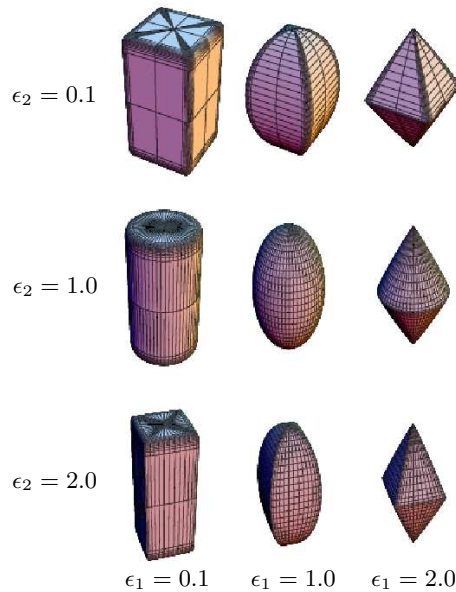 ϵ₂ = 0.1
ϵ₂ = 1.0
ϵ₂ = 2.0
ϵ₁ = 0.1 ϵ₁ = 1.0 ϵ₁ = 2.0